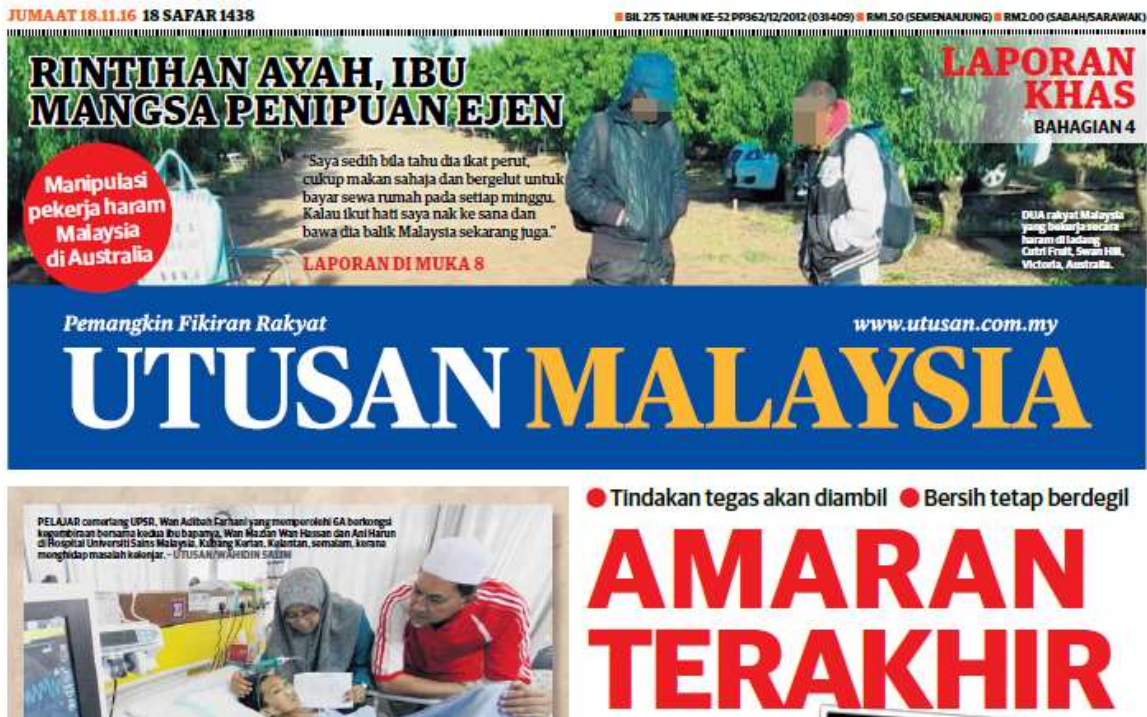 JUMAAT 18.11.16 18 SAFAR 1438
BIL 275 TAHUN KE-52 PP362/12/2012 (031409) RM1.50 (SEMENANJUNG) RM2.00 (SABAH/SARAWAK)
RINTIHAN AYAH, IBU
MANGSA PENIPUAN EJEN
LAPORAN
KHAS
BAHAGIAN 4
Manipulasi
pekerja haram
Malaysia
di Australia
"Saya sedih bila tahu dia ikat perut,
cukup makan sahaja dan bergelut untuk
bayar sewa rumah pada setiap minggu.
Kalau ikut hati saya nak ke sana dan
bawa dia balik Malaysia sekarang juga."
LAPORAN DI MUKA 8
DUA rakyat Malaysia
yang bekerja secara
haram di ladang
Cutri Fruit, Swan Hill,
Victoria, Australia.
Pemangkin Fikiran Rakyat
www.utusan.com.my
UTUSAN MALAYSIA
PELAJAR cemerlang UPSR, Wan Adibah Farhani yang memperolehi 6A berkongsi
kegembiraan bersama kedua ibu bapanya, Wan Mazlan Wan Hassan dan Ani Harun
di Hospital Universiti Sains Malaysia, Kubang Kerian, Kelantan, semalam, kerana
menghidap masalah kelenjar. - UTUSAN/WAHIDIN SALIM
Tindakan tegas akan diambil Bersih tetap berdegil
AMARAN
TERAKHIR